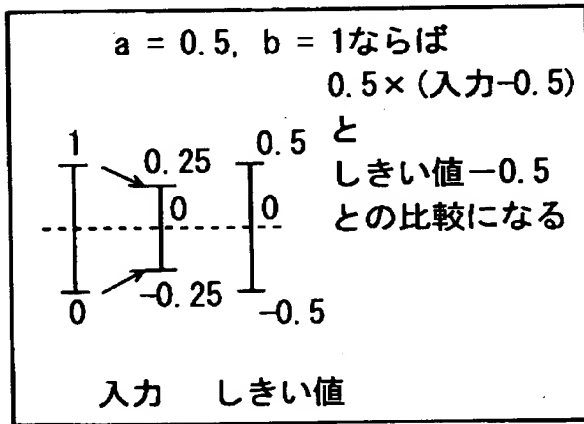 a = 0.5, b = 1ならば
0.5×(入力-0.5)
と
しきい値-0.5
との比較になる
1
0.25
0.5
0
0
0
-0.25
-0.5
入力 しきい値